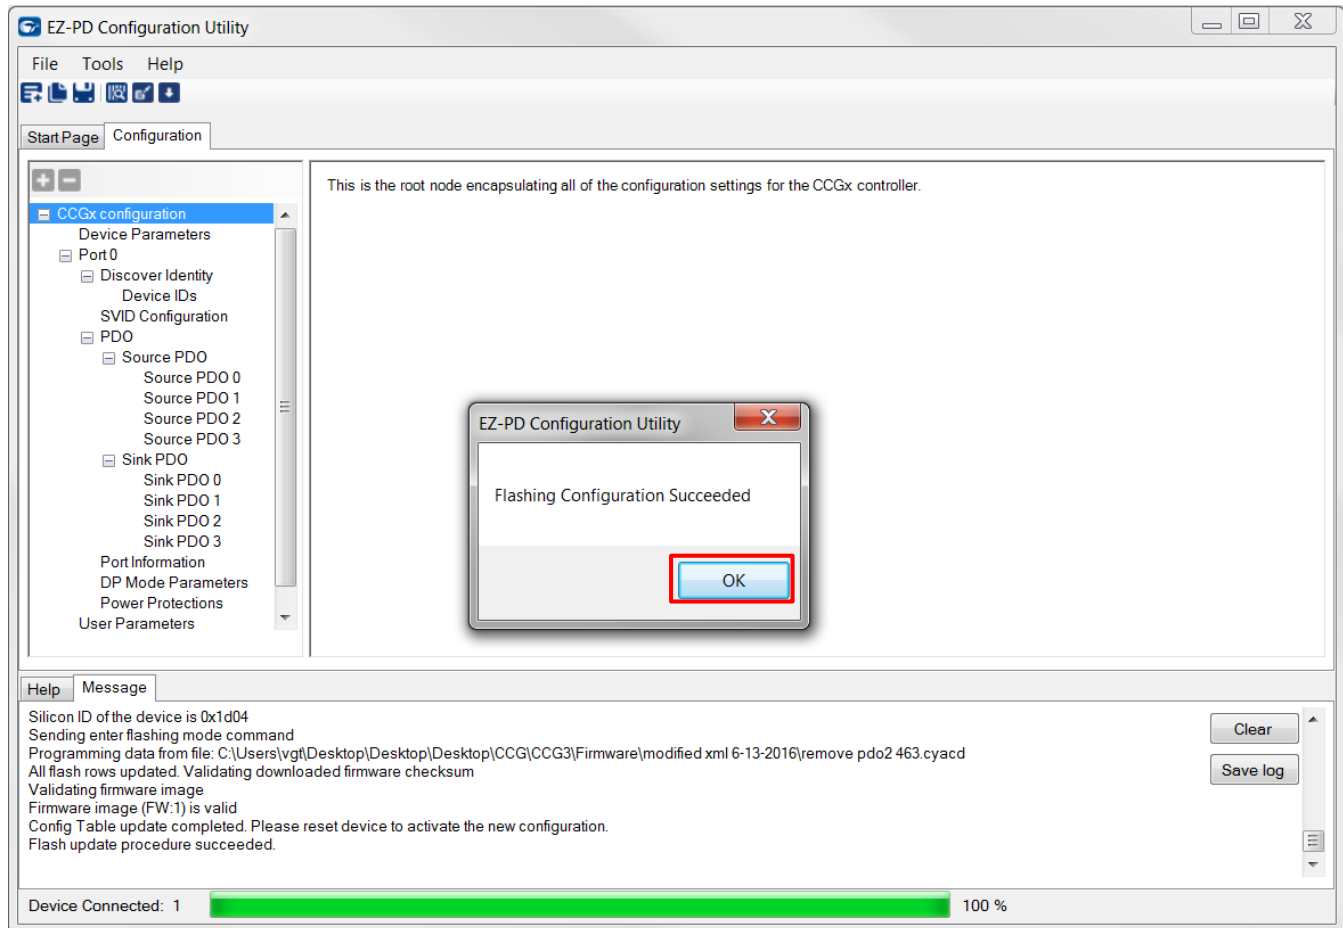 EZ-PD Configuration Utility
File Tools Help
Start Page Configuration
This is the root node encapsulating all of the configuration settings for the CCGx controller.
CCGx configuration
Device Parameters
Port 0
Discover Identity
Device IDs
SVID Configuration
PDO
Source PDO
Source PDO 0
Source PDO 1
Source PDO 2
Source PDO 3
Sink PDO
Sink PDO 0
Sink PDO 1
Sink PDO 2
Sink PDO 3
Port Information
DP Mode Parameters
Power Protections
User Parameters
EZ-PD Configuration Utility
Flashing Configuration Succeeded
OK
Help Message
Silicon ID of the device is 0x1d04
Sending enter flashing mode command
Programming data from file: C:\Users\vgt\Desktop\Desktop\Desktop\CCG\CCG3\Firmware\modified xml 6-13-2016\remove pdo2 463.cyacd
All flash rows updated. Validating downloaded firmware checksum
Validating firmware image
Firmware image (FW:1) is valid
Config Table update completed. Please reset device to activate the new configuration.
Flash update procedure succeeded.
Clear
Save log
Device Connected: 1
100 %